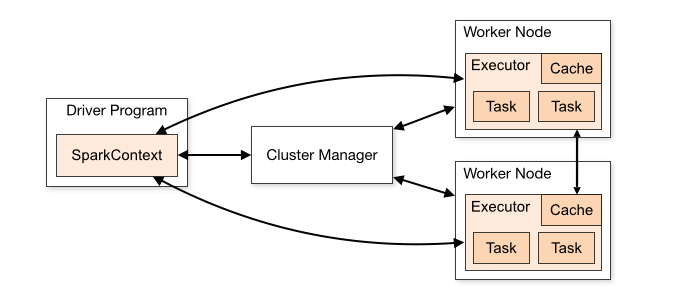 Driver Program
SparkContext
Cluster Manager
Worker Node
Executor
Cache
Task
Task
Worker Node
Executor
Cache
Task
Task